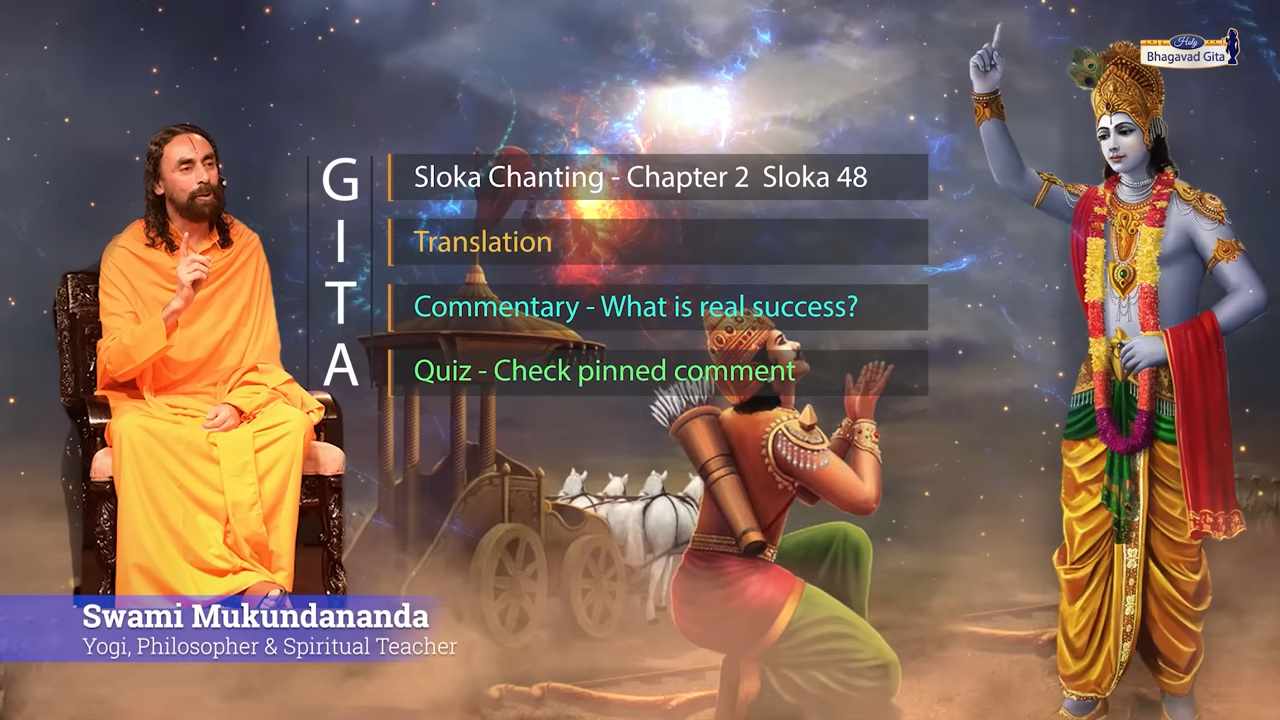 Holy
Bhagavad Gita
GITA
Sloka Chanting - Chapter 2 Sloka 48
Translation
Commentary - What is real success?
Quiz - Check pinned comment
Swami Mukundananda
Yogi, Philosopher & Spiritual Teacher